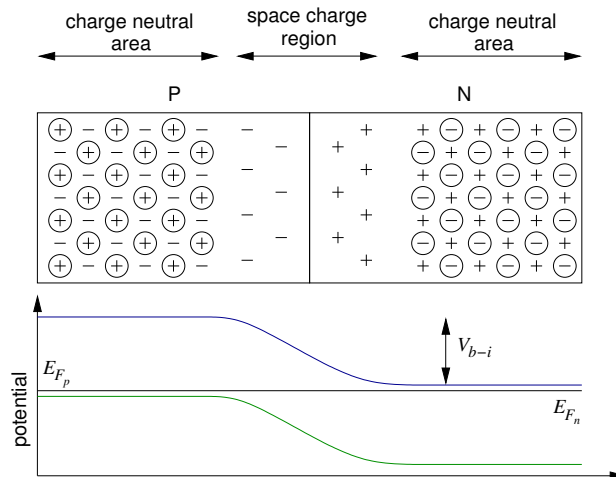 charge neutral
area
space charge
region
charge neutral
area
P
N
V_{b−i}
E_{F_p}
E_{F_n}
potential